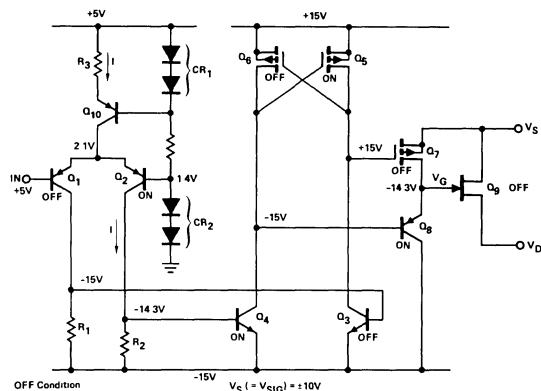 +5V
+15V
R3
I
CR1
Q6
OFF
Q5
ON
Q10
2 1V
+15V
Q7
OFF
VS
IN
+5V
Q1
OFF
Q2
ON
1 4V
VG
-14 3V
Q9
OFF
CR2
-15V
Q8
ON
VD
I
-15V
-14 3V
Q4
ON
Q3
OFF
R1
R2
-15V
OFF Condition
VS ( = VSIG) = ±10V